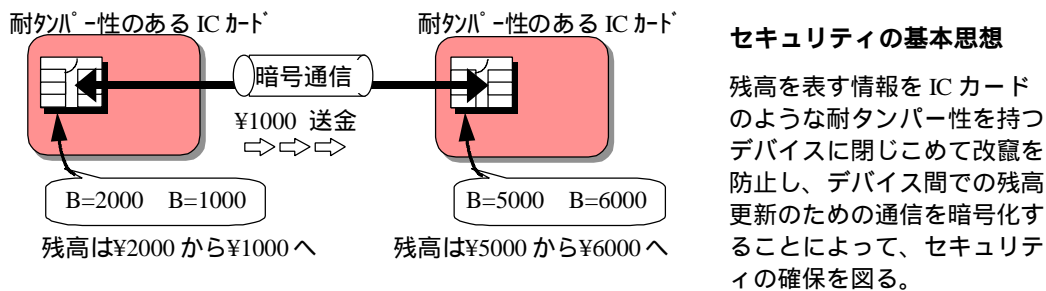 耐ﾀﾝﾊﾟｰ性のある IC ｶｰﾄﾞ
耐ﾀﾝﾊﾟｰ性のある IC ｶｰﾄﾞ
暗号通信
¥1000 送金
⇨⇨⇨
B=2000 B=1000
B=5000 B=6000
残高は¥2000 から¥1000 へ
残高は¥5000 から¥6000 へ
セキュリティの基本思想
残高を表す情報を IC カード
のような耐タンパー性を持つ
デバイスに閉じこめて改竄を
防止し、デバイス間での残高
更新のための通信を暗号化す
ることによって、セキュリテ
ィの確保を図る。